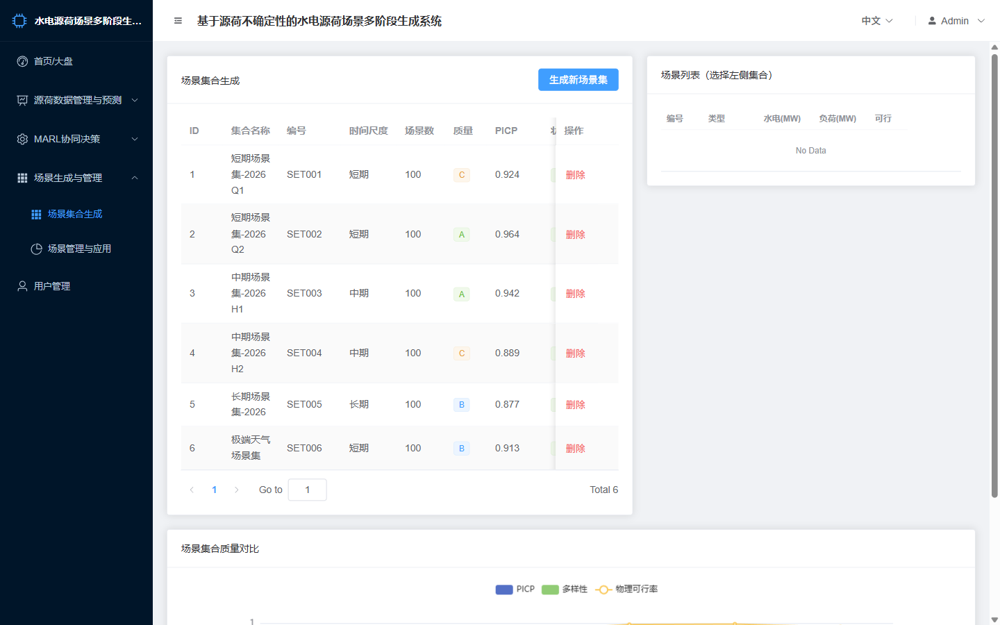 水电源荷场景多阶段生...
基于源荷不确定性的水电源荷场景多阶段生成系统
中文
Admin
首页/大盘
源荷数据管理与预测
MARL协同决策
场景生成与管理
场景集合生成
场景管理与应用
用户管理
场景集合生成
生成新场景集
ID 集合名称 编号 时间尺度 场景数 质量 PICP 操作
1 短期场景集-2026 Q1 SET001 短期 100 C 0.924 删除
2 短期场景集-2026 Q2 SET002 短期 100 A 0.964 删除
3 中期场景集-2026 H1 SET003 中期 100 A 0.942 删除
4 中期场景集-2026 H2 SET004 中期 100 C 0.889 删除
5 长期场景集-2026 SET005 长期 100 B 0.877 删除
6 极端天气场景集 SET006 短期 100 B 0.913 删除
1 Go to 1 Total 6
场景列表（选择左侧集合）
编号 类型 水电(MW) 负荷(MW) 可行
No Data
场景集合质量对比
PICP 多样性 物理可行率
1